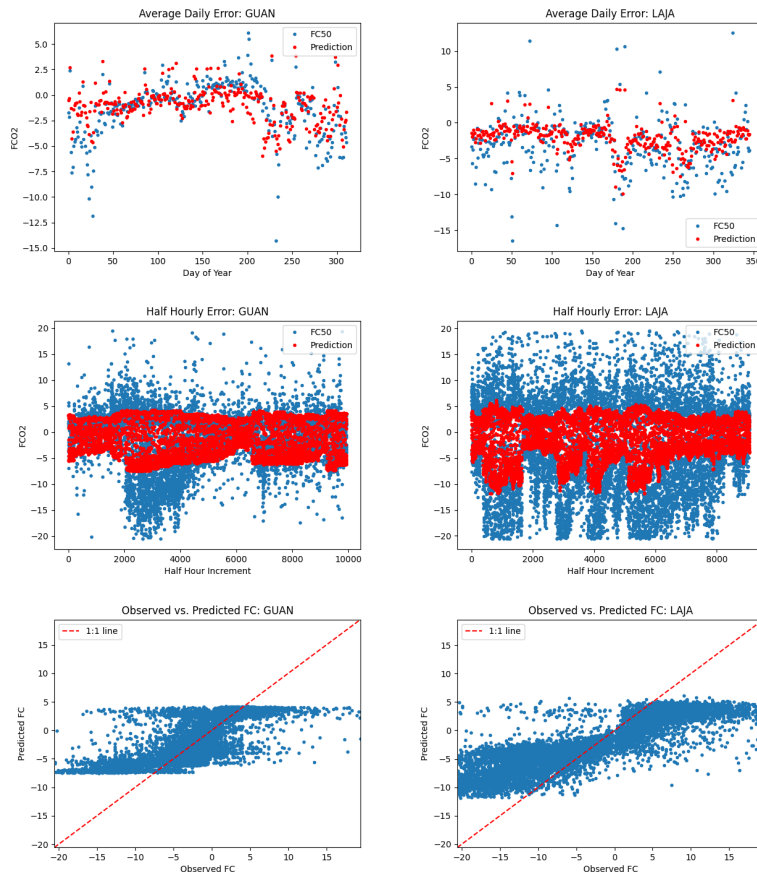 Average Daily Error: GUAN
5.0
2.5
0.0
−2.5
−5.0
−7.5
−10.0
−12.5
−15.0
FCO2
FC50
Prediction
0 50 100 150 200 250 300
Day of Year
Average Daily Error: LAJA
10
5
0
−5
−10
−15
FCO2
FC50
Prediction
0 50 100 150 200 250 300 350
Day of Year
Half Hourly Error: GUAN
20
15
10
5
0
−5
−10
−15
−20
FCO2
FC50
Prediction
0 2000 4000 6000 8000 10000
Half Hour Increment
Half Hourly Error: LAJA
20
15
10
5
0
−5
−10
−15
−20
FCO2
FC50
Prediction
0 2000 4000 6000 8000
Half Hour Increment
Observed vs. Predicted FC: GUAN
1:1 line
15
10
5
0
−5
−10
−15
−20
Predicted FC
−20 −15 −10 −5 0 5 10 15
Observed FC
Observed vs. Predicted FC: LAJA
1:1 line
15
10
5
0
−5
−10
−15
−20
Predicted FC
−20 −15 −10 −5 0 5 10 15
Observed FC